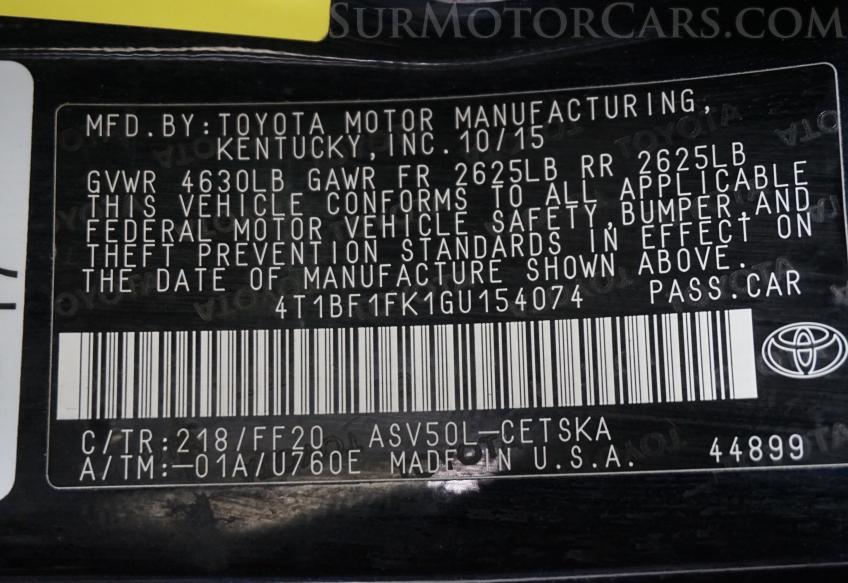 SurMotorCars.com
MFD.BY:TOYOTA MOTOR MANUFACTURING,
KENTUCKY,INC.10/15
GVWR 4630LB GAWR FR 2625LB RR 2625LB
THIS VEHICLE CONFORMS TO ALL APPLICABLE
FEDERAL MOTOR VEHICLE SAFETY,BUMPER,AND
THEFT PREVENTION STANDARDS IN EFFECT ON
THE DATE OF MANUFACTURE SHOWN ABOVE.
4T1BF1FK1GU154074 PASS.CAR
C/TR:218/FF20 ASV50L-CETSKA
A/TM:-01A/U760E MADE IN U.S.A. 44899